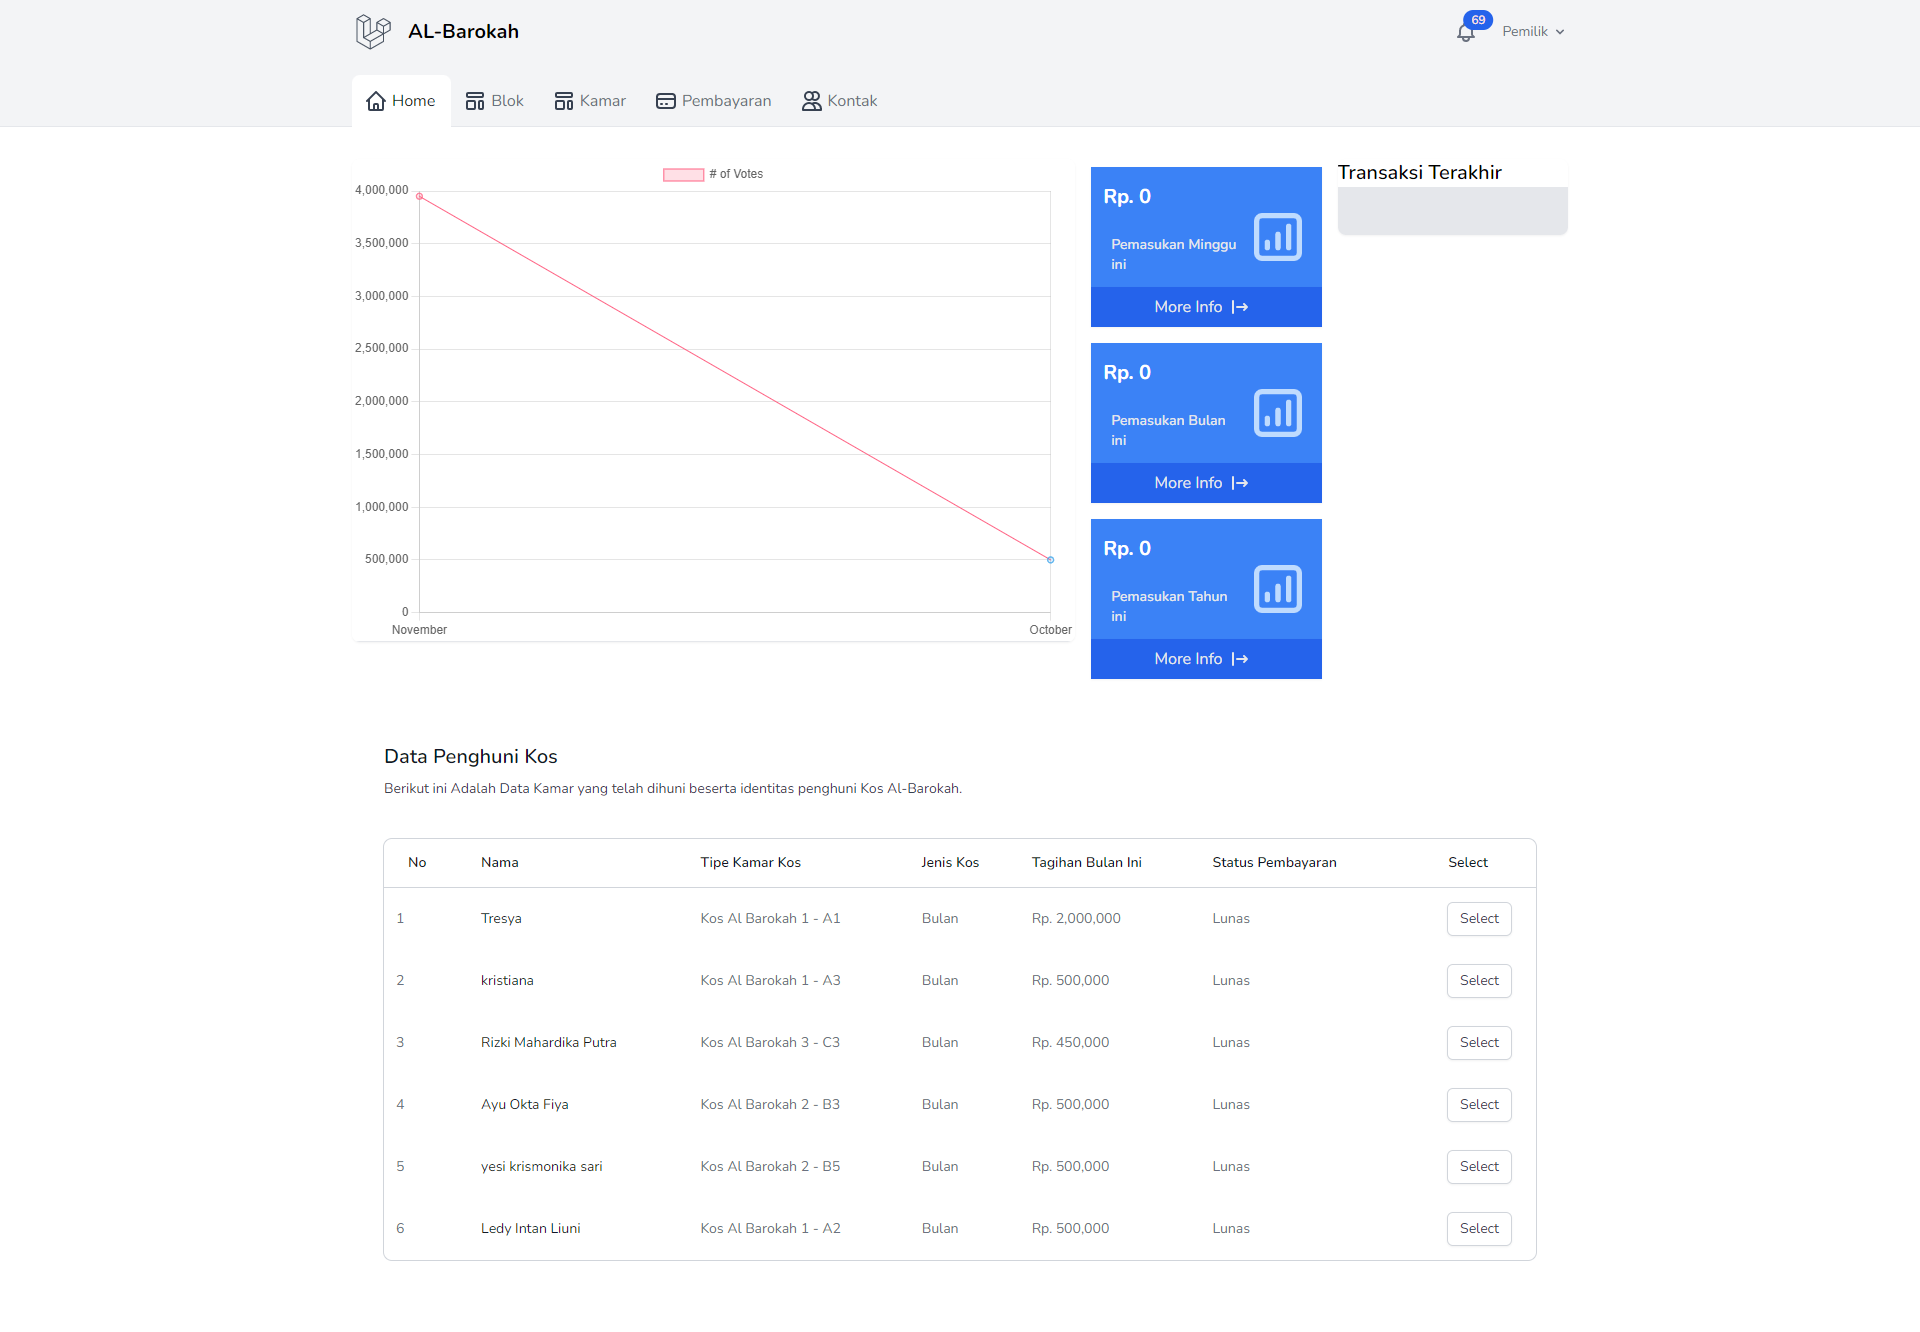 AL-Barokah
69
Pemilik
Home
Blok
Kamar
Pembayaran
Kontak
# of Votes
4,000,000
3,500,000
3,000,000
2,500,000
2,000,000
1,500,000
1,000,000
500,000
0
November
October
Rp. 0
Pemasukan Minggu
ini
More Info
Rp. 0
Pemasukan Bulan
ini
More Info
Rp. 0
Pemasukan Tahun
ini
More Info
Transaksi Terakhir
Data Penghuni Kos
Berikut ini Adalah Data Kamar yang telah dihuni beserta identitas penghuni Kos Al-Barokah.
No Nama Tipe Kamar Kos Jenis Kos Tagihan Bulan Ini Status Pembayaran Select
1 Tresya Kos Al Barokah 1 - A1 Bulan Rp. 2,000,000 Lunas Select
2 kristiana Kos Al Barokah 1 - A3 Bulan Rp. 500,000 Lunas Select
3 Rizki Mahardika Putra Kos Al Barokah 3 - C3 Bulan Rp. 450,000 Lunas Select
4 Ayu Okta Fiya Kos Al Barokah 2 - B3 Bulan Rp. 500,000 Lunas Select
5 yesi krismonika sari Kos Al Barokah 2 - B5 Bulan Rp. 500,000 Lunas Select
6 Ledy Intan Liuni Kos Al Barokah 1 - A2 Bulan Rp. 500,000 Lunas Select